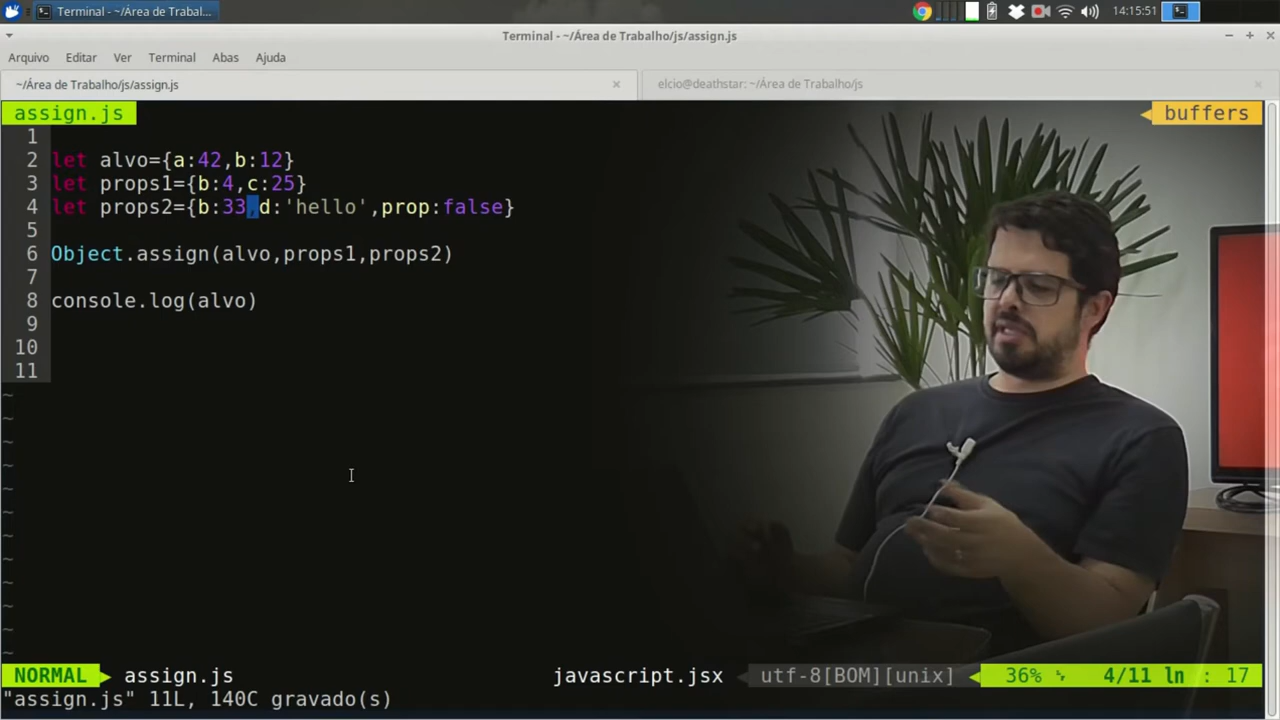 Terminal - ~/Área de Trabal...
14:15:51
Terminal - ~/Área de Trabalho/js/assign.js
Arquivo Editar Ver Terminal Abas Ajuda
~/Área de Trabalho/js/assign.js
elcio@deathstar: ~/Área de Trabalho/js
assign.js
buffers
1
2 let alvo={a:42,b:12}
3 let props1={b:4,c:25}
4 let props2={b:33,d:'hello',prop:false}
5
6 Object.assign(alvo,props1,props2)
7
8 console.log(alvo)
9
10
11
~
~
~
~
~
~
~
~
~
~
~
~
NORMAL assign.js javascript.jsx utf-8[BOM][unix] 36% 4/11 ln : 17
"assign.js" 11L, 140C gravado(s)